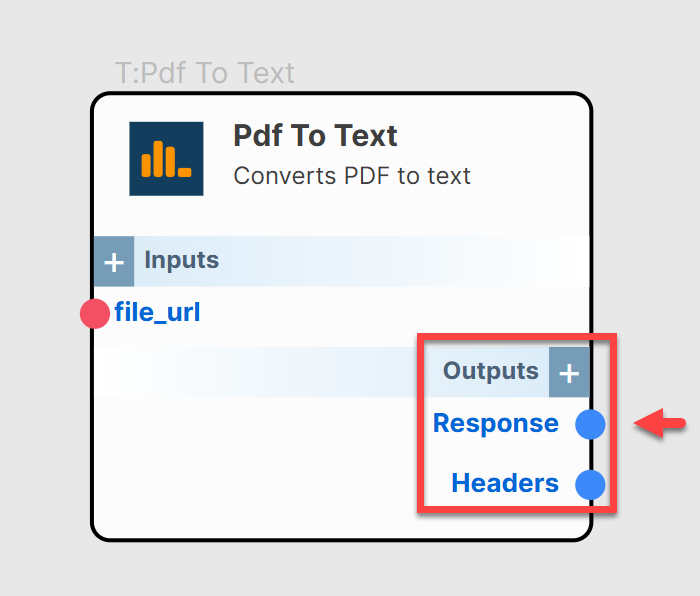 T:Pdf To Text
Pdf To Text
Converts PDF to text
+ Inputs
file_url
Outputs +
Response
Headers